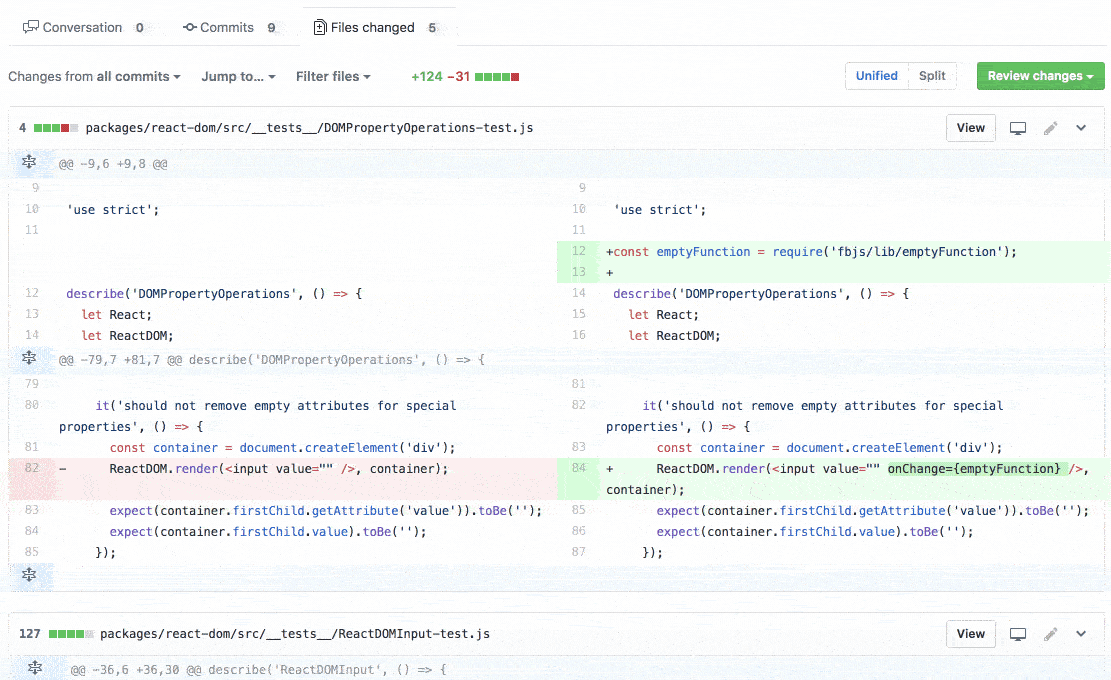 Conversation 0 Commits 9 Files changed 5
Changes from all commits Jump to... Filter files +124 −31 Unified Split Review changes
4 packages/react-dom/src/__tests__/DOMPropertyOperations-test.js View
@@ -9,6 +9,8 @@
9 9
10 'use strict'; 10 'use strict';
11 11
12 +const emptyFunction = require('fbjs/lib/emptyFunction');
13 +
12 describe('DOMPropertyOperations', () => { 14 describe('DOMPropertyOperations', () => {
13 let React; 15 let React;
14 let ReactDOM; 16 let ReactDOM;
@@ -79,7 +81,7 @@ describe('DOMPropertyOperations', () => {
79 81
80 it('should not remove empty attributes for special 82 it('should not remove empty attributes for special
properties', () => { properties', () => {
81 const container = document.createElement('div'); 83 const container = document.createElement('div');
82 - ReactDOM.render(<input value="" />, container); 84 + ReactDOM.render(<input value="" onChange={emptyFunction} />,
container);
83 expect(container.firstChild.getAttribute('value')).toBe(''); 85 expect(container.firstChild.getAttribute('value')).toBe('');
84 expect(container.firstChild.value).toBe(''); 86 expect(container.firstChild.value).toBe('');
85 }); 87 });
127 packages/react-dom/src/__tests__/ReactDOMInput-test.js View
@@ -36,6 +36,30 @@ describe('ReactDOMInput', () => {